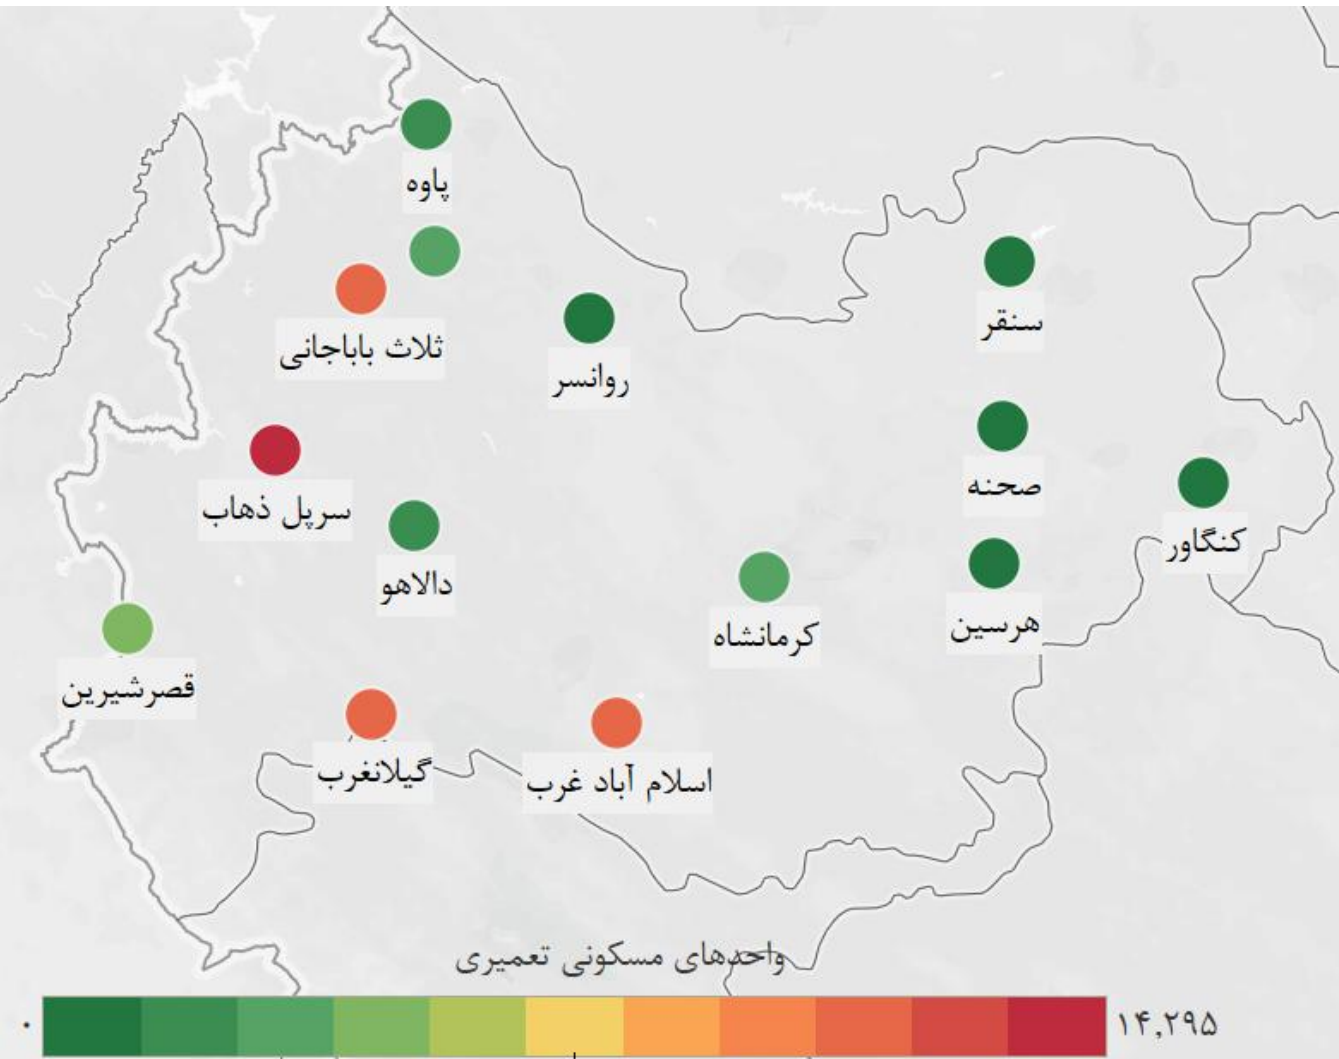 پاوه
ثلاث باباجانی
روانسر
سنقر
سرپل ذهاب
صحنه
کنگاور
دالاهو
کرمانشاه
هرسین
قصرشیرین
گیلانغرب
اسلام آباد غرب
واحدهای مسکونی تعمیری
۰
۱۴,۲۹۵